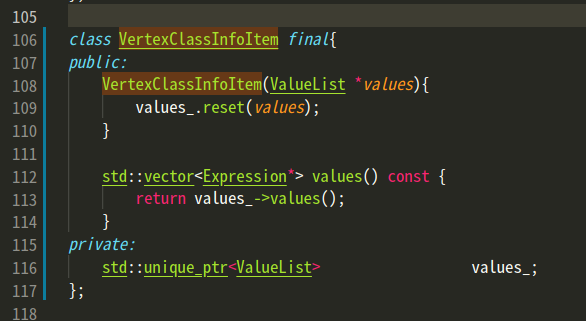 105
106 class VertexClassInfoItem final{
107 public:
108     VertexClassInfoItem(ValueList *values){
109         values_.reset(values);
110     }
111
112     std::vector<Expression*> values() const {
113         return values_->values();
114     }
115 private:
116     std::unique_ptr<ValueList>                  values_;
117 };
118